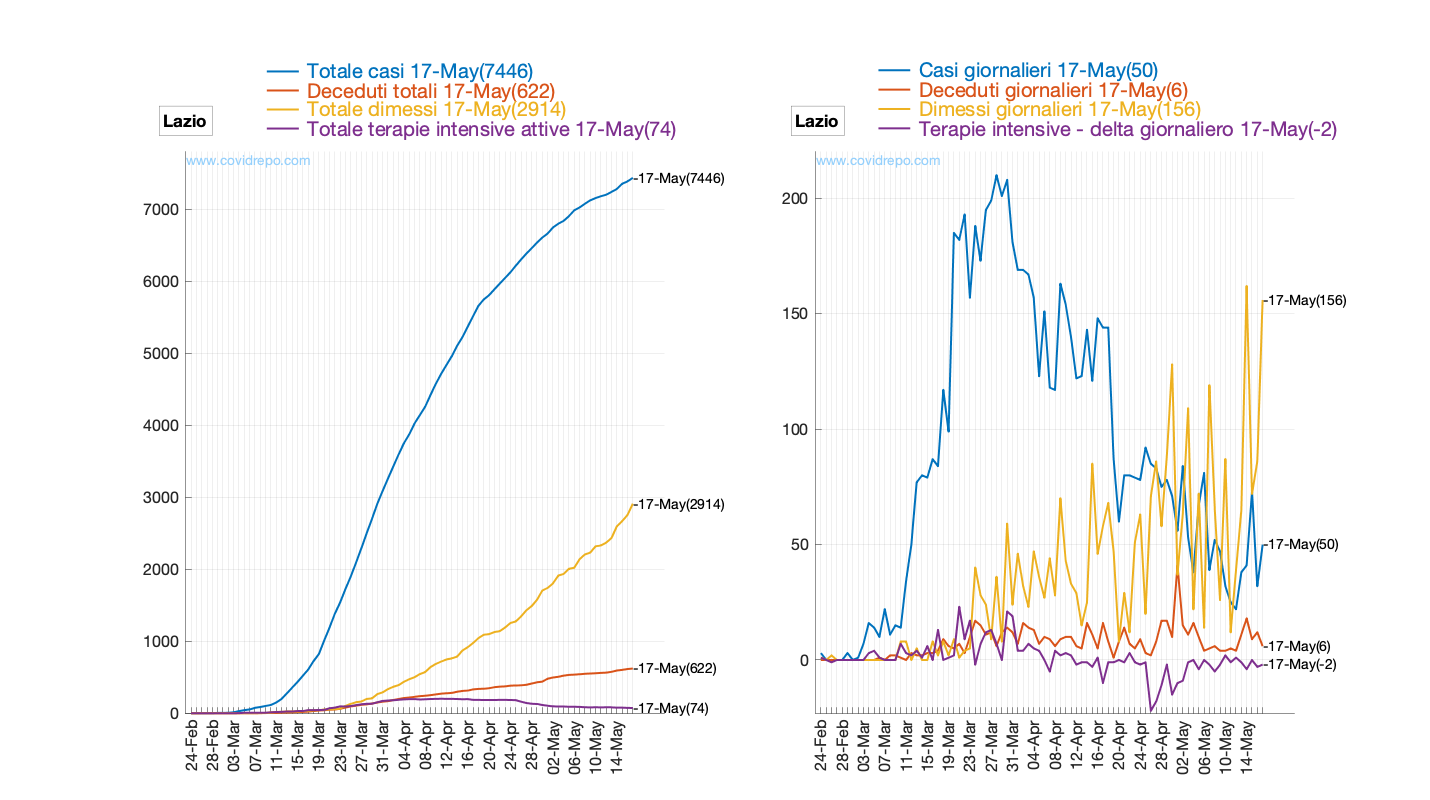 Totale casi 17-May(7446)
Deceduti totali 17-May(622)
Totale dimessi 17-May(2914)
Totale terapie intensive attive 17-May(74)
Lazio
www.covidrepo.com
7000
6000
5000
4000
3000
2000
1000
0
17-May(7446)
17-May(2914)
17-May(622)
17-May(74)
24-Feb
28-Feb
03-Mar
07-Mar
11-Mar
15-Mar
19-Mar
23-Mar
27-Mar
31-Mar
04-Apr
08-Apr
12-Apr
16-Apr
20-Apr
24-Apr
28-Apr
02-May
06-May
10-May
14-May
Casi giornalieri 17-May(50)
Deceduti giornalieri 17-May(6)
Dimessi giornalieri 17-May(156)
Terapie intensive - delta giornaliero 17-May(-2)
Lazio
www.covidrepo.com
200
150
100
50
0
17-May(156)
17-May(50)
17-May(6)
17-May(-2)
24-Feb
28-Feb
03-Mar
07-Mar
11-Mar
15-Mar
19-Mar
23-Mar
27-Mar
31-Mar
04-Apr
08-Apr
12-Apr
16-Apr
20-Apr
24-Apr
28-Apr
02-May
06-May
10-May
14-May